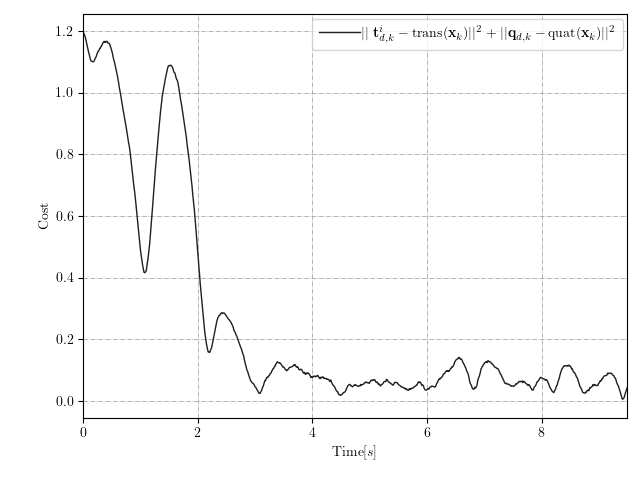 || t^i_{d,k} − trans(x_k)||^2 + ||q_{d,k} − quat(x_k)||^2
1.2
1.0
0.8
0.6
0.4
0.2
0.0
Cost
0 2 4 6 8
Time[s]